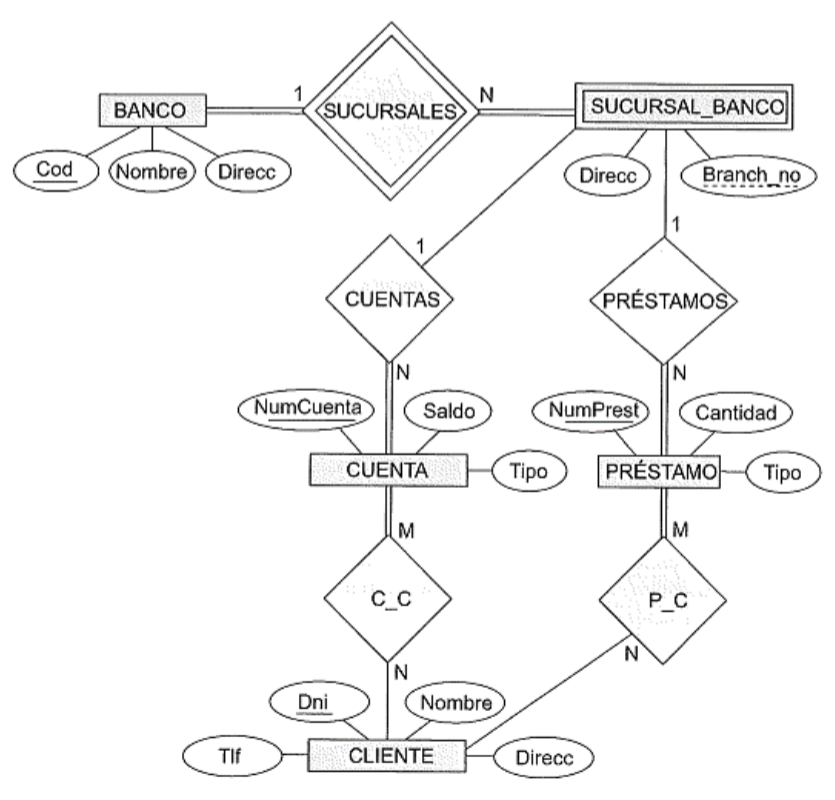 1
N
BANCO
SUCURSALES
SUCURSAL_BANCO
Cod
Nombre
Direcc
Direcc
Branch_no
1
1
CUENTAS
PRÉSTAMOS
N
N
NumCuenta
Saldo
NumPrest
Cantidad
CUENTA
Tipo
PRÉSTAMO
Tipo
M
M
C_C
P_C
N
N
Dni
Nombre
Tlf
CLIENTE
Direcc